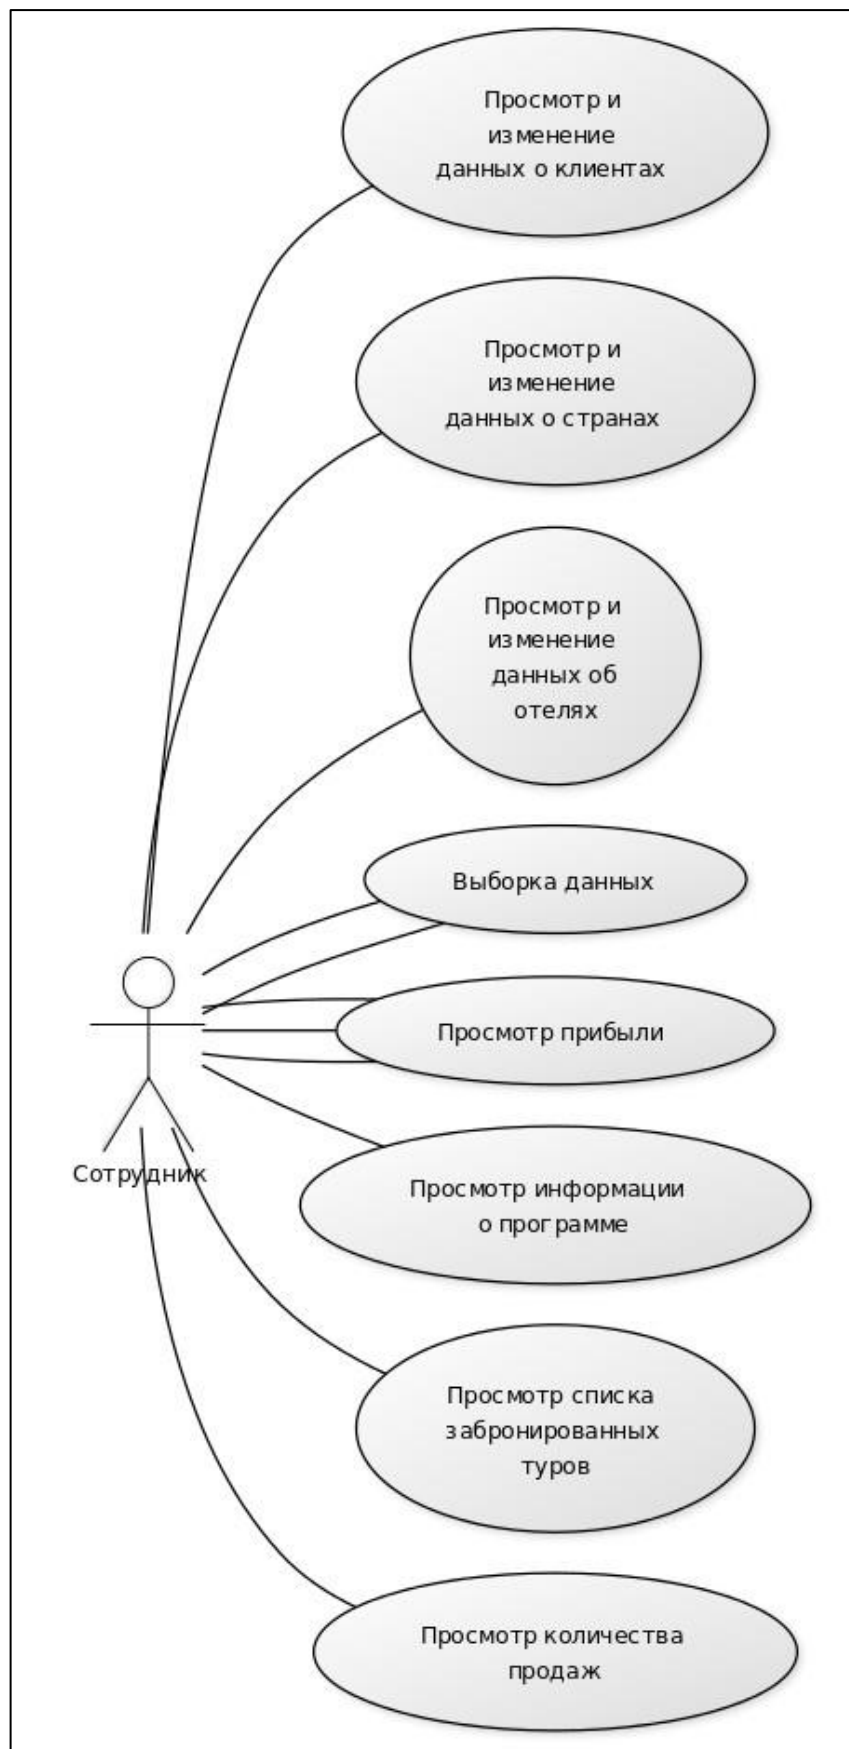 Просмотр и
изменение
данных о клиентах
Просмотр и
изменение
данных о странах
Просмотр и
изменение
данных об
отелях
Выборка данных
Просмотр прибыли
Сотрудник
Просмотр информации
о программе
Просмотр списка
забронированных
туров
Просмотр количества
продаж